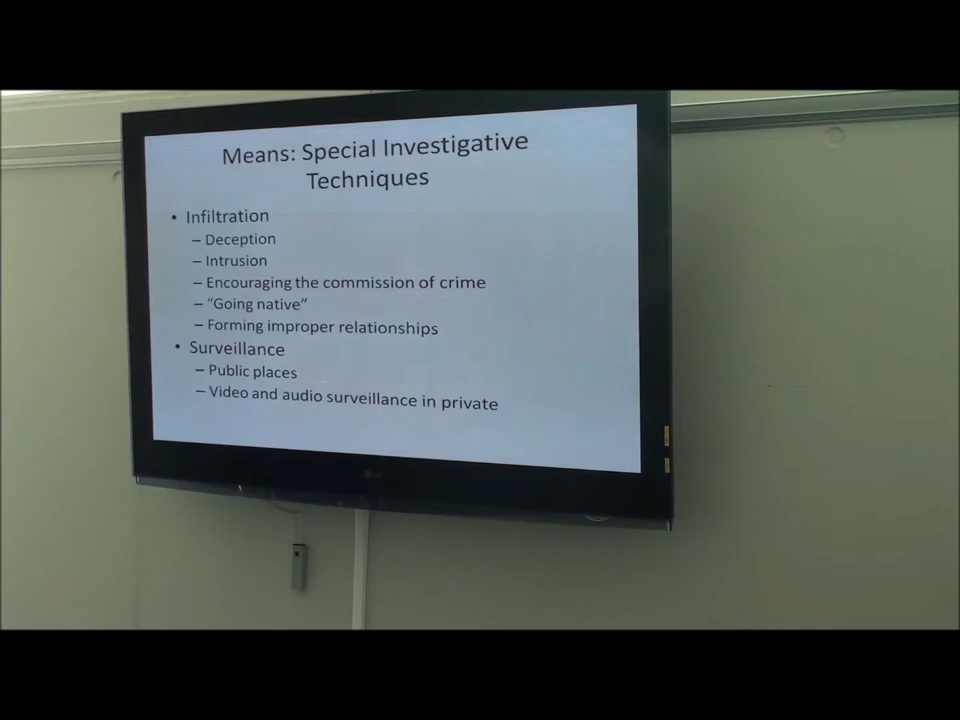 Means: Special Investigative
Techniques
• Infiltration
– Deception
– Intrusion
– Encouraging the commission of crime
– “Going native”
– Forming improper relationships
• Surveillance
– Public places
– Video and audio surveillance in private